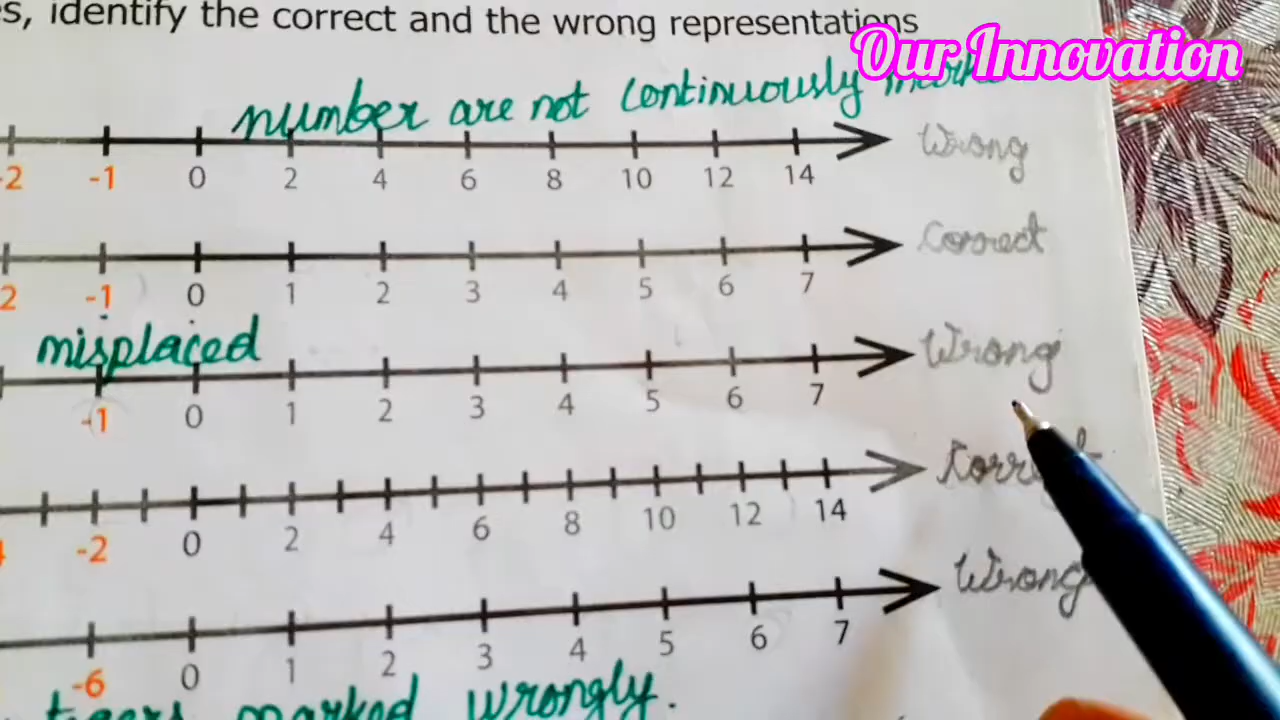 s, identify the correct and the wrong representations
Our Innovation
number are not continuously
-2 -1 0 2 4 6 8 10 12 14 Wrong
2 -1 0 1 2 3 4 5 6 7 Correct
misplaced
-1 0 1 2 3 4 5 6 7 Wrong
-2 0 2 4 6 8 10 12 14
-6 0 1 2 3 4 5 6 7 Wrong
marked wrongly.